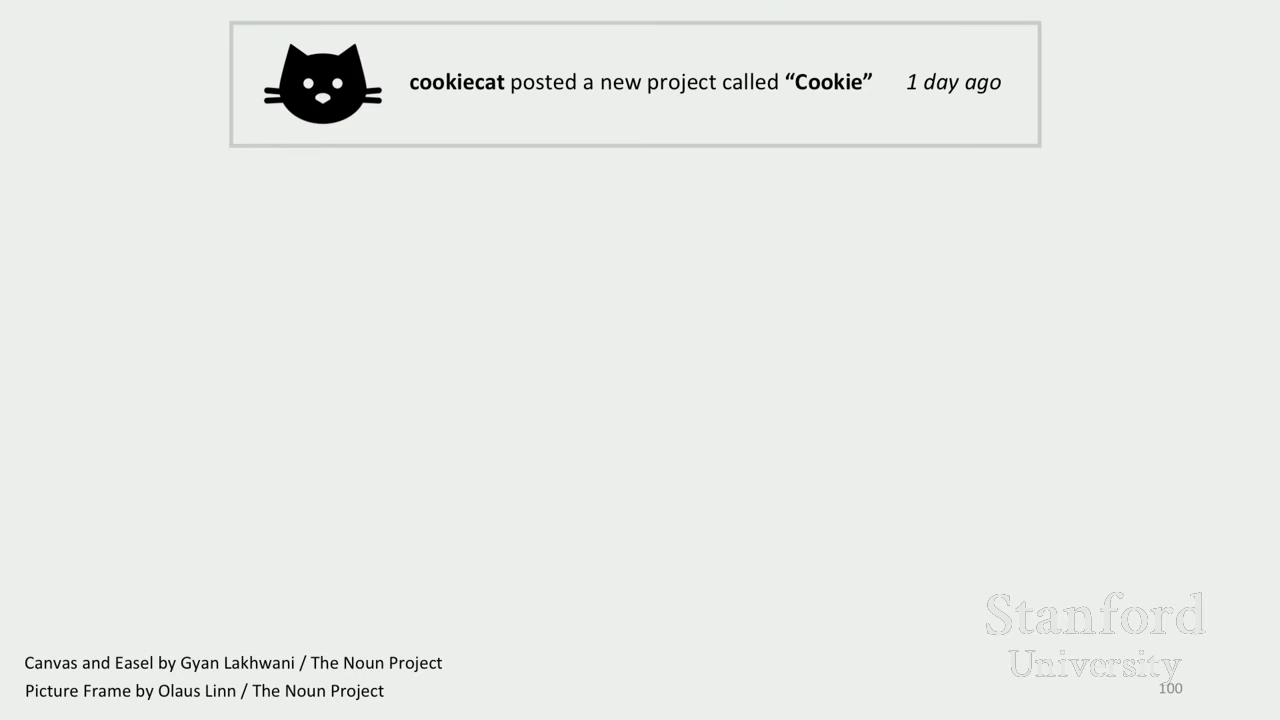 cookiecat posted a new project called “Cookie” 1 day ago
Stanford
University
Canvas and Easel by Gyan Lakhwani / The Noun Project
Picture Frame by Olaus Linn / The Noun Project
100